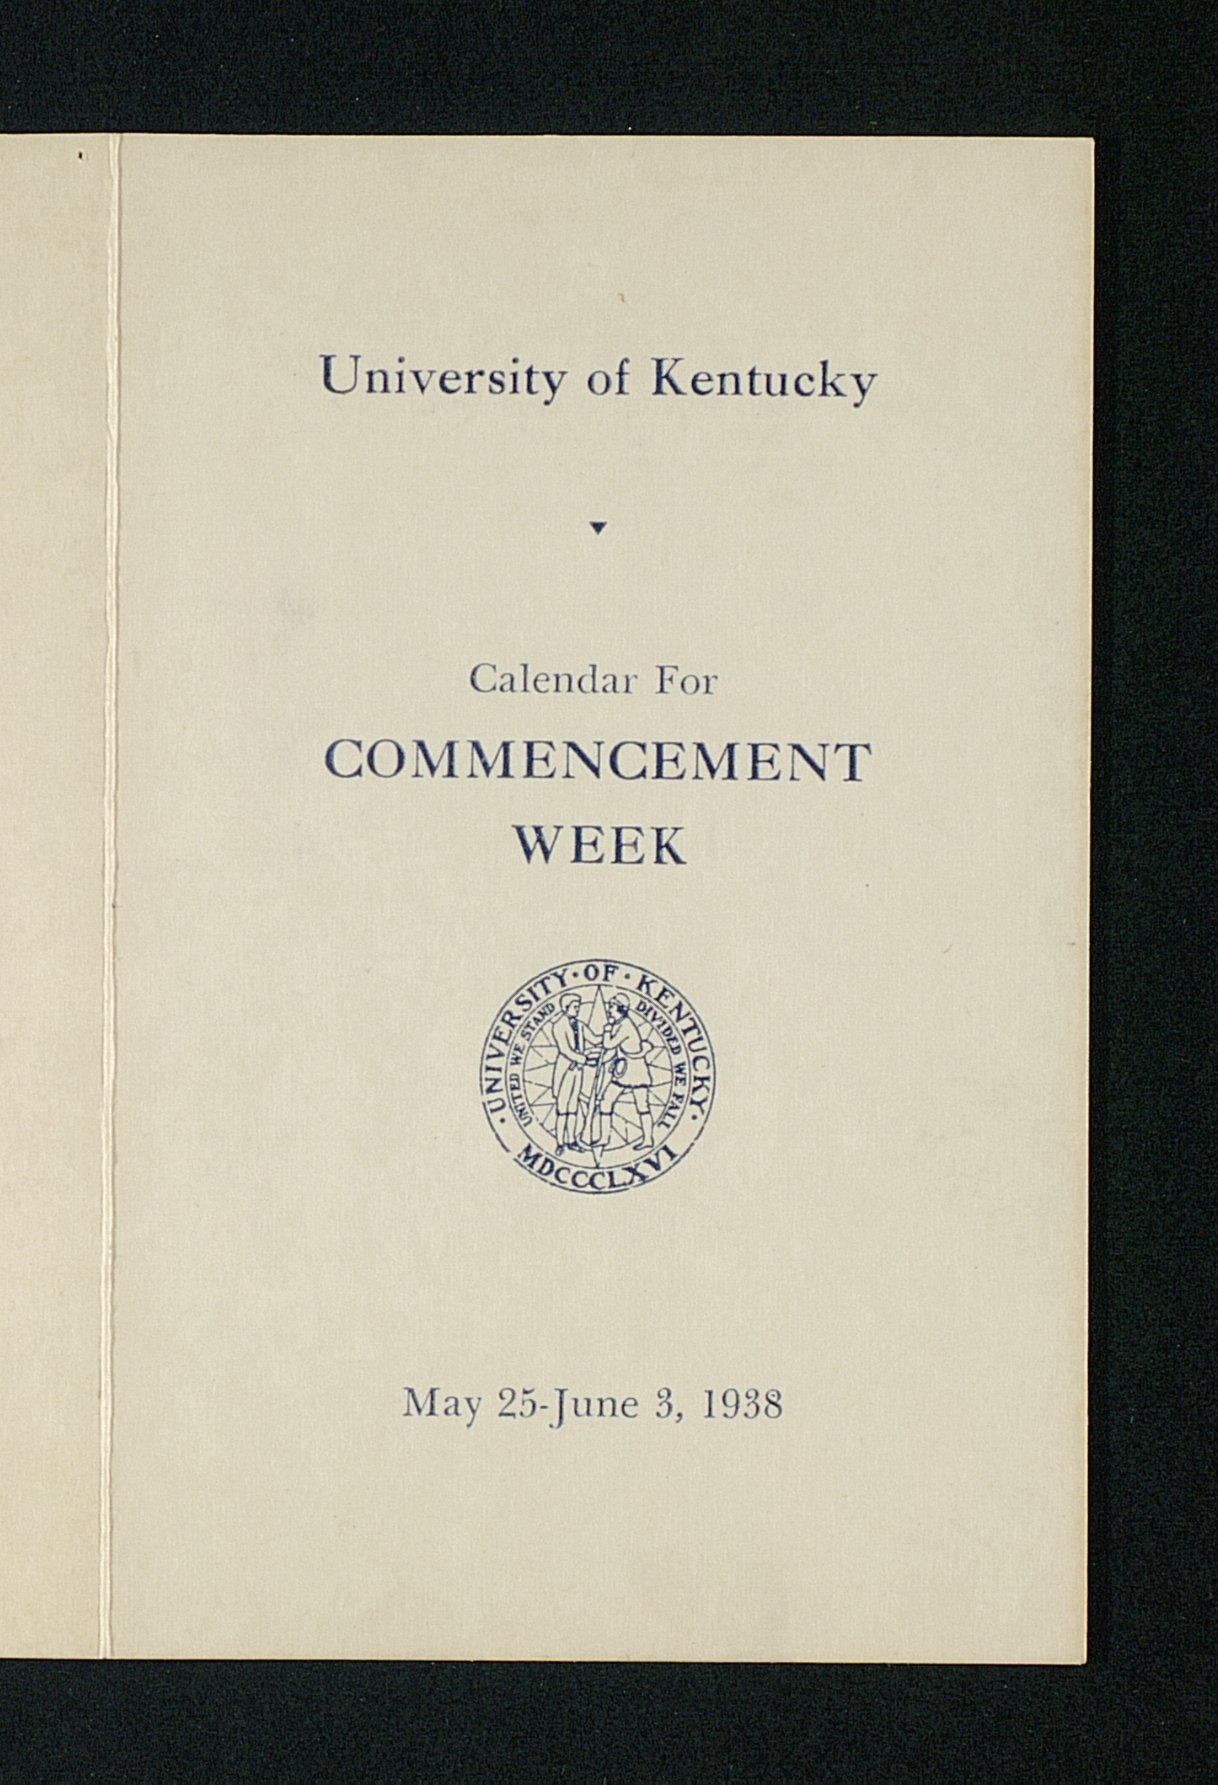 University of Kentucky
Calendar For
COMMENCEMENT
WEEK
· UNIVERSITY · OF · KENTUCKY ·
UNITED WE STAND
DIVIDED WE FALL
MDCCCLXVI
May 25-June 3, 1938